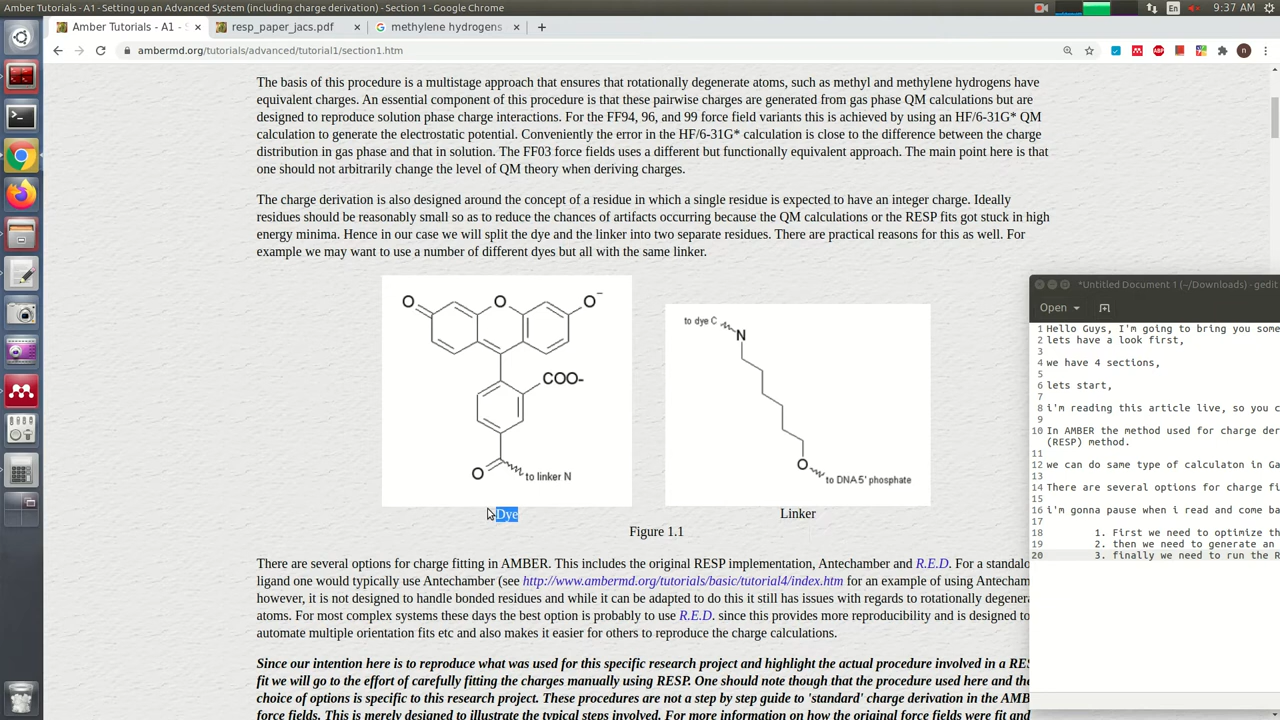 Amber Tutorials - A1 - Setting up an Advanced System (including charge derivation) - Section 1 - Google Chrome
En
9:37 AM
Amber Tutorials - A1 -
resp_paper_jacs.pdf
methylene hydrogens
ambermd.org/tutorials/advanced/tutorial1/section1.htm
The basis of this procedure is a multistage approach that ensures that rotationally degenerate atoms, such as methyl and methylene hydrogens have
equivalent charges. An essential component of this procedure is that these pairwise charges are generated from gas phase QM calculations but are
designed to reproduce solution phase charge interactions. For the FF94, 96, and 99 force field variants this is achieved by using an HF/6-31G* QM
calculation to generate the electrostatic potential. Conveniently the error in the HF/6-31G* calculation is close to the difference between the charge
distribution in gas phase and that in solution. The FF03 force fields uses a different but functionally equivalent approach. The main point here is that
one should not arbitrarily change the level of QM theory when deriving charges.
The charge derivation is also designed around the concept of a residue in which a single residue is expected to have an integer charge. Ideally
residues should be reasonably small so as to reduce the chances of artifacts occurring because the QM calculations or the RESP fits got stuck in high
energy minima. Hence in our case we will split the dye and the linker into two separate residues. There are practical reasons for this as well. For
example we may want to use a number of different dyes but all with the same linker.
O
O
O−
COO-
O
to linker N
to dye C
N
O
to DNA 5' phosphate
Dye
Linker
Figure 1.1
There are several options for charge fitting in AMBER. This includes the original RESP implementation, Antechamber and R.E.D. For a standalo
ligand one would typically use Antechamber (see http://www.ambermd.org/tutorials/basic/tutorial4/index.htm for an example of using Antecham
however, it is not designed to handle bonded residues and while it can be adapted to do this it still has issues with regards to rotationally degenera
atoms. For most complex systems these days the best option is probably to use R.E.D. since this provides more reproducibility and is designed to
automate multiple orientation fits etc and also makes it easier for others to reproduce the charge calculations.
Since our intention here is to reproduce what was used for this specific research project and highlight the actual procedure involved in a RES
fit we will go to the effort of carefully fitting the charges manually using RESP. One should note though that the procedure used here and the
choice of options is specific to this research project. These procedures are not a step by step guide to 'standard' charge derivation in the AMB
force fields. This is merely designed to illustrate the typical steps involved. For more information on how the original force fields were fit and
*Untitled Document 1 (~/Downloads) - gedit
Open
1 Hello Guys, I'm going to bring you some
2 lets have a look first,
3
4 we have 4 sections,
5
6 lets start,
7
8 i'm reading this article live, so you c
9
10 In AMBER the method used for charge der
(RESP) method.
11
12 we can do same type of calculaton in Ga
13
14 There are several options for charge fi
15
16 i'm gonna pause when i read and come ba
17
18 1. First we need to optimize th
19 2. then we need to generate an
20 3. finally we need to run the R